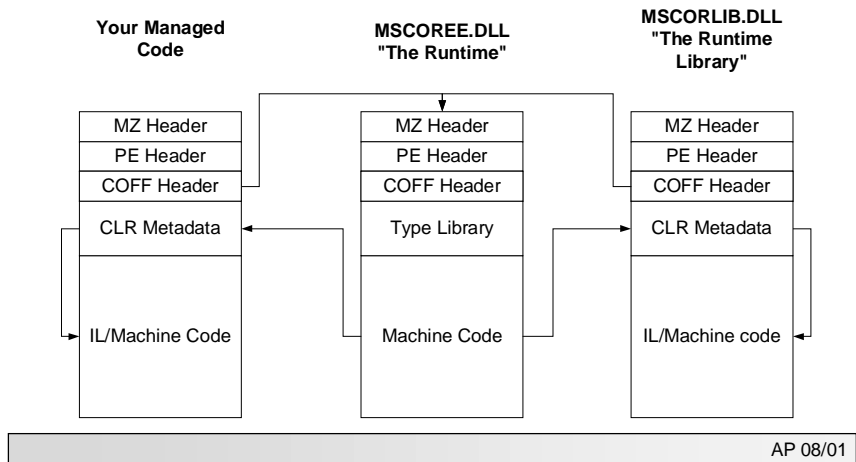 Your Managed
Code
MSCOREE.DLL
"The Runtime"
MSCORLIB.DLL
"The Runtime
Library"
MZ Header
PE Header
COFF Header
CLR Metadata
IL/Machine Code
MZ Header
PE Header
COFF Header
Type Library
Machine Code
MZ Header
PE Header
COFF Header
CLR Metadata
IL/Machine code
AP 08/01